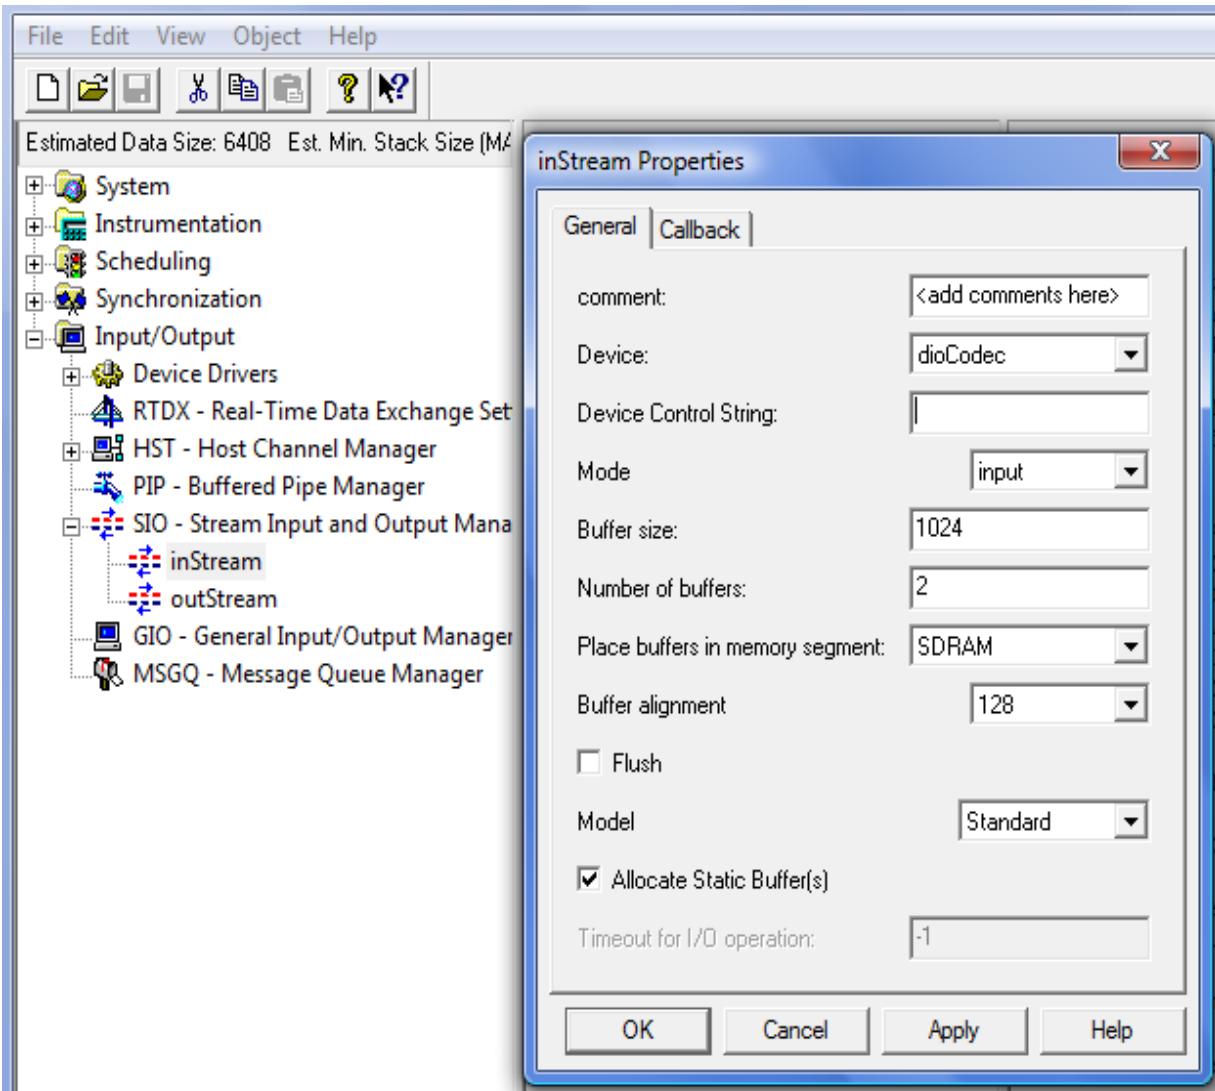 File Edit View Object Help
Estimated Data Size: 6408 Est. Min. Stack Size (MA
System
Instrumentation
Scheduling
Synchronization
Input/Output
Device Drivers
RTDX - Real-Time Data Exchange Set
HST - Host Channel Manager
PIP - Buffered Pipe Manager
SIO - Stream Input and Output Mana
inStream
outStream
GIO - General Input/Output Manager
MSGQ - Message Queue Manager
inStream Properties
General Callback
comment: <add comments here>
Device: dioCodec
Device Control String:
Mode input
Buffer size: 1024
Number of buffers: 2
Place buffers in memory segment: SDRAM
Buffer alignment 128
Flush
Model Standard
Allocate Static Buffer(s)
Timeout for I/O operation: -1
OK Cancel Apply Help